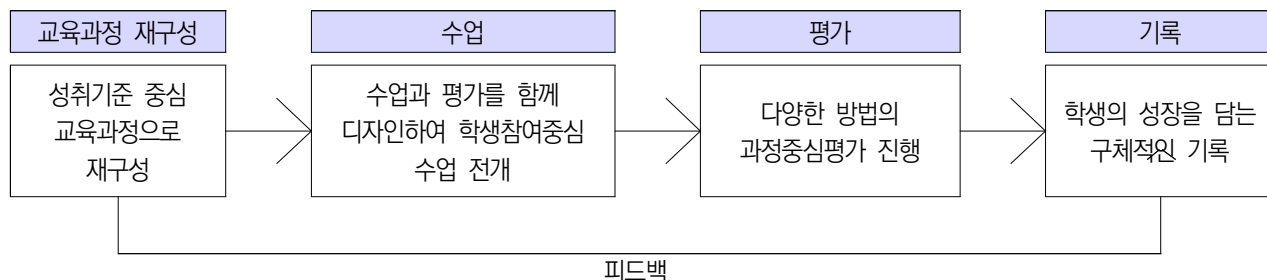 교육과정 재구성
수업
평가
기록
성취기준 중심
교육과정으로
재구성
수업과 평가를 함께
디자인하여 학생참여중심
수업 전개
다양한 방법의
과정중심평가 진행
학생의 성장을 담는
구체적인 기록
피드백